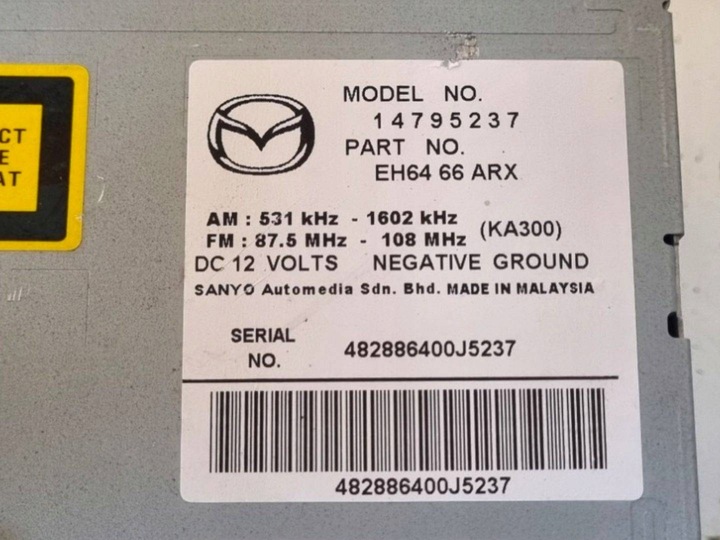 CT
E
AT
MODEL NO.
14795237
PART NO.
EH64 66 ARX
AM : 531 kHz - 1602 kHz
FM : 87.5 MHz - 108 MHz (KA300)
DC 12 VOLTS NEGATIVE GROUND
SANYO Automedia Sdn. Bhd. MADE IN MALAYSIA
SERIAL
NO. 482886400J5237
482886400J5237